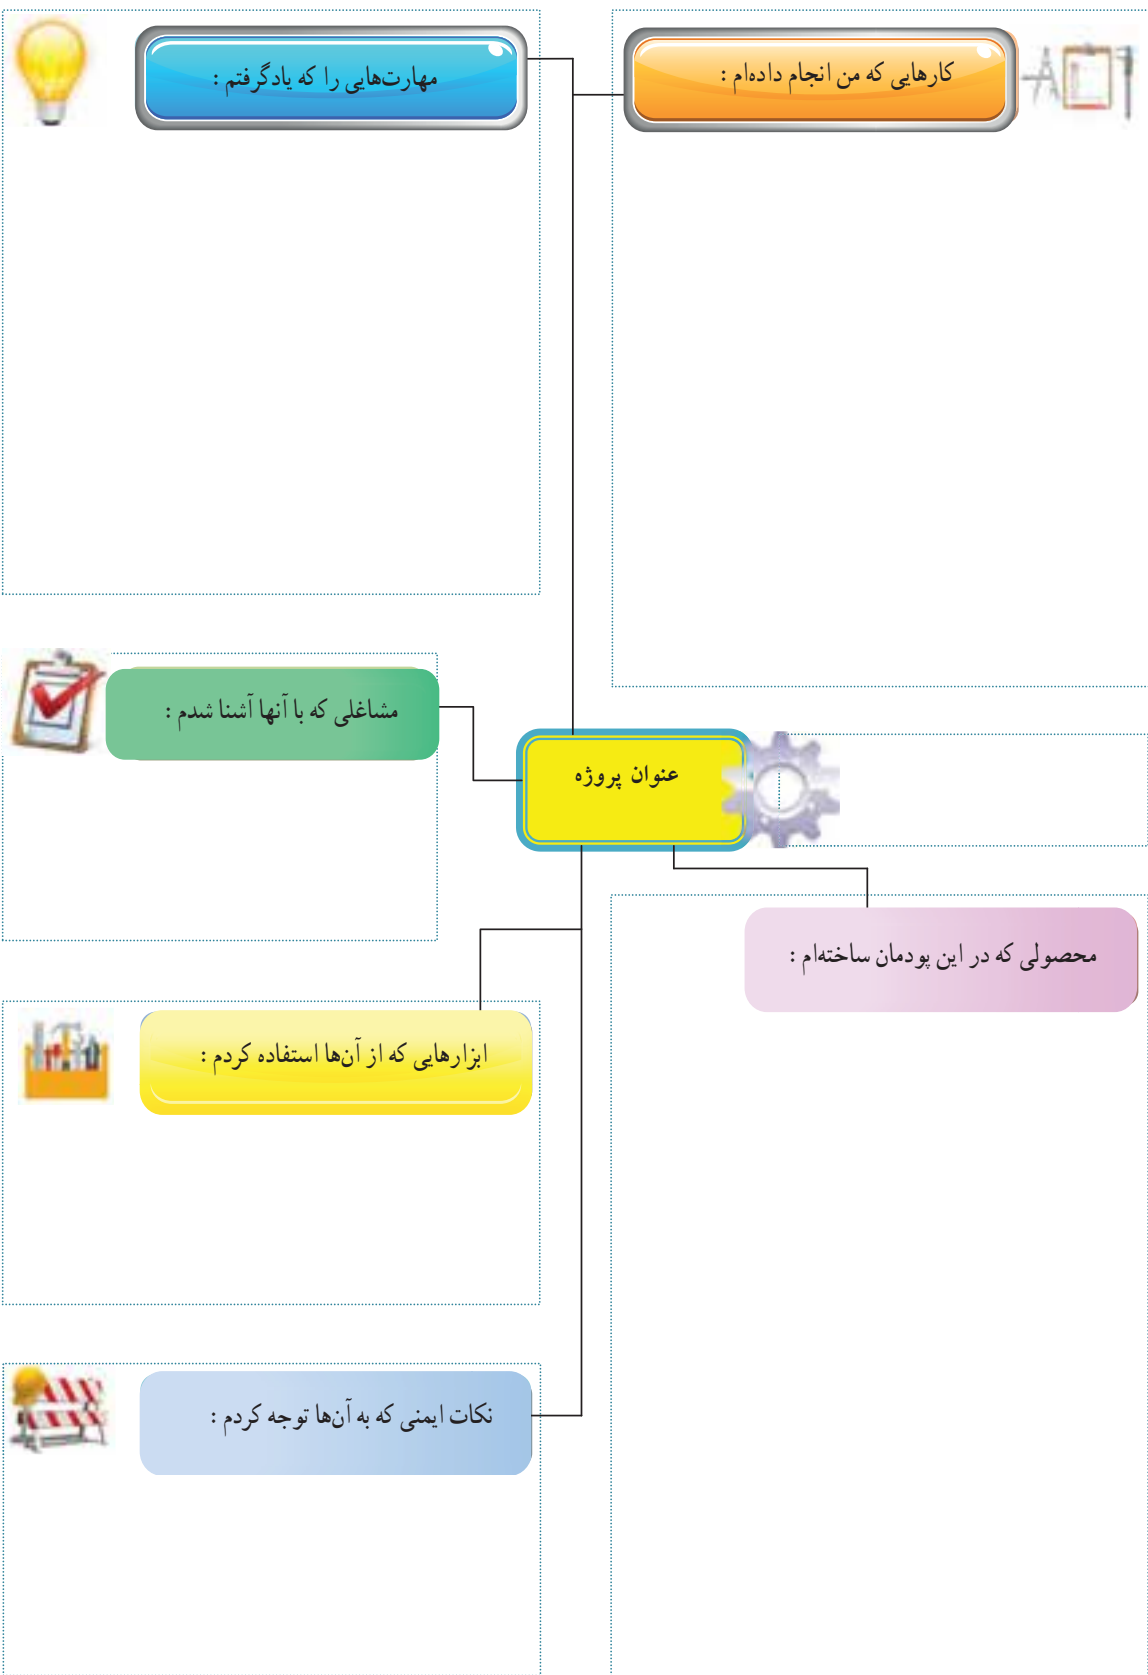 کارهایی که من انجام داده‌ام :
مهارت‌هایی را که یادگرفتم :
مشاغلی که با آنها آشنا شدم :
عنوان پروژه
محصولی که در این پودمان ساخته‌ام :
ابزارهایی که از آن‌ها استفاده کردم :
نکات ایمنی که به آن‌ها توجه کردم :